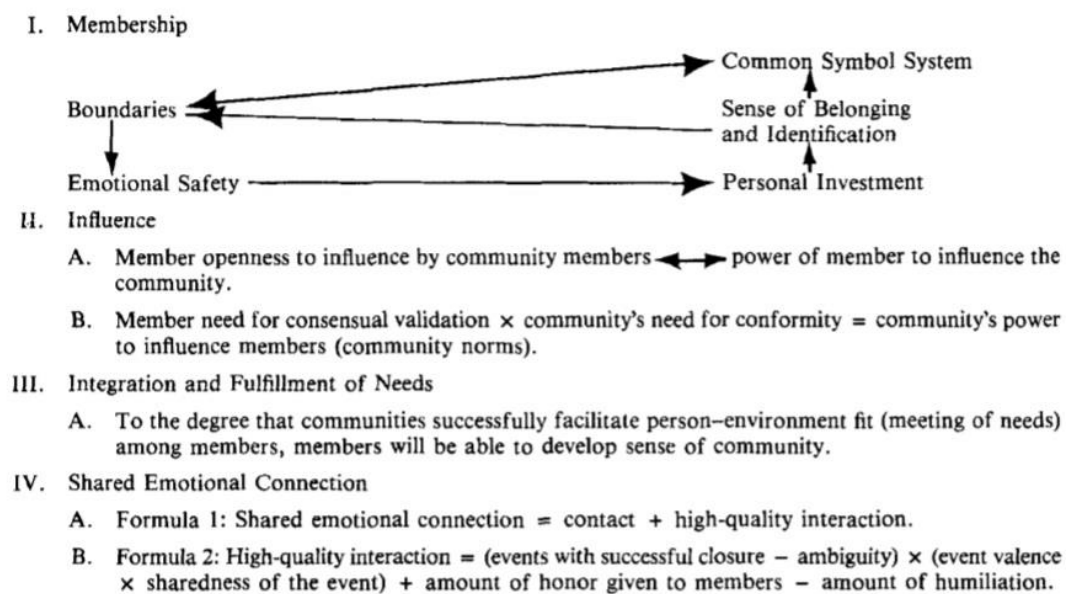 I. Membership
Common Symbol System
Boundaries
Sense of Belonging
and Identification
Emotional Safety
Personal Investment
II. Influence
A. Member openness to influence by community members ↔ power of member to influence the
community.
B. Member need for consensual validation × community's need for conformity = community's power
to influence members (community norms).
III. Integration and Fulfillment of Needs
A. To the degree that communities successfully facilitate person–environment fit (meeting of needs)
among members, members will be able to develop sense of community.
IV. Shared Emotional Connection
A. Formula 1: Shared emotional connection = contact + high-quality interaction.
B. Formula 2: High-quality interaction = (events with successful closure − ambiguity) × (event valence
× sharedness of the event) + amount of honor given to members − amount of humiliation.